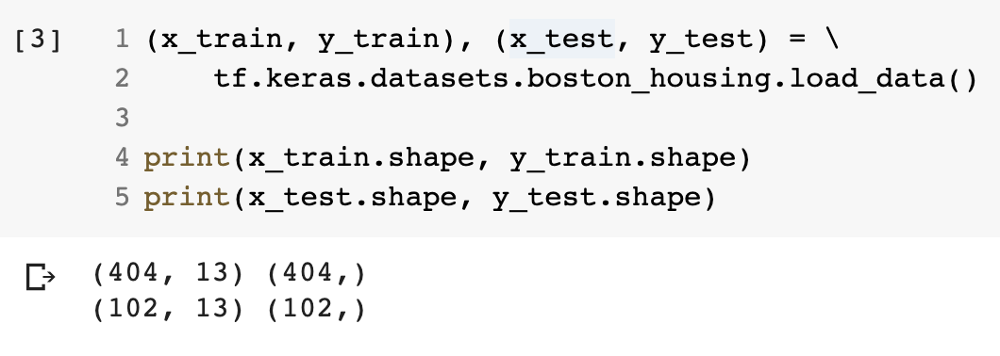 [3] 1 (x_train, y_train), (x_test, y_test) = \
2 tf.keras.datasets.boston_housing.load_data()
3
4 print(x_train.shape, y_train.shape)
5 print(x_test.shape, y_test.shape)
(404, 13) (404,)
(102, 13) (102,)